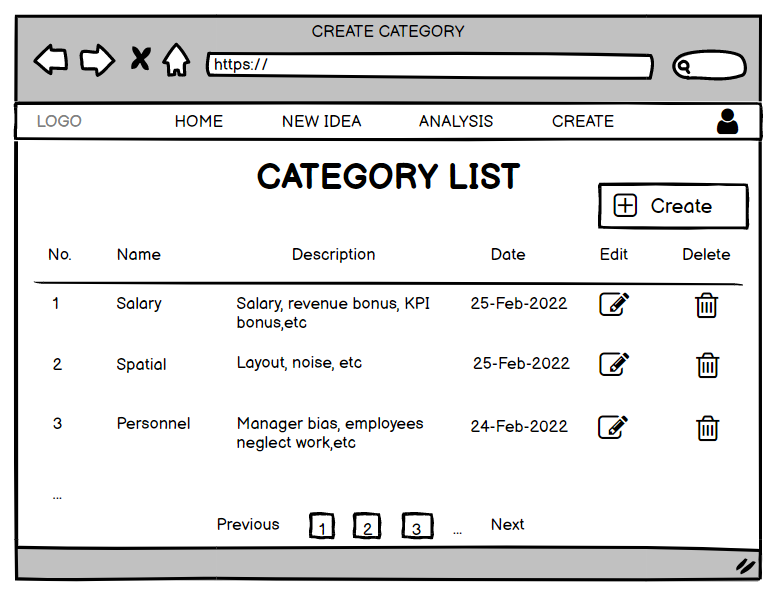 CREATE CATEGORY
https://
LOGO HOME NEW IDEA ANALYSIS CREATE
CATEGORY LIST
Create
No. Name Description Date Edit Delete
1 Salary Salary, revenue bonus, KPI 25-Feb-2022
bonus,etc
2 Spatial Layout, noise, etc 25-Feb-2022
3 Personnel Manager bias, employees 24-Feb-2022
neglect work,etc
...
Previous 1 2 3 ... Next